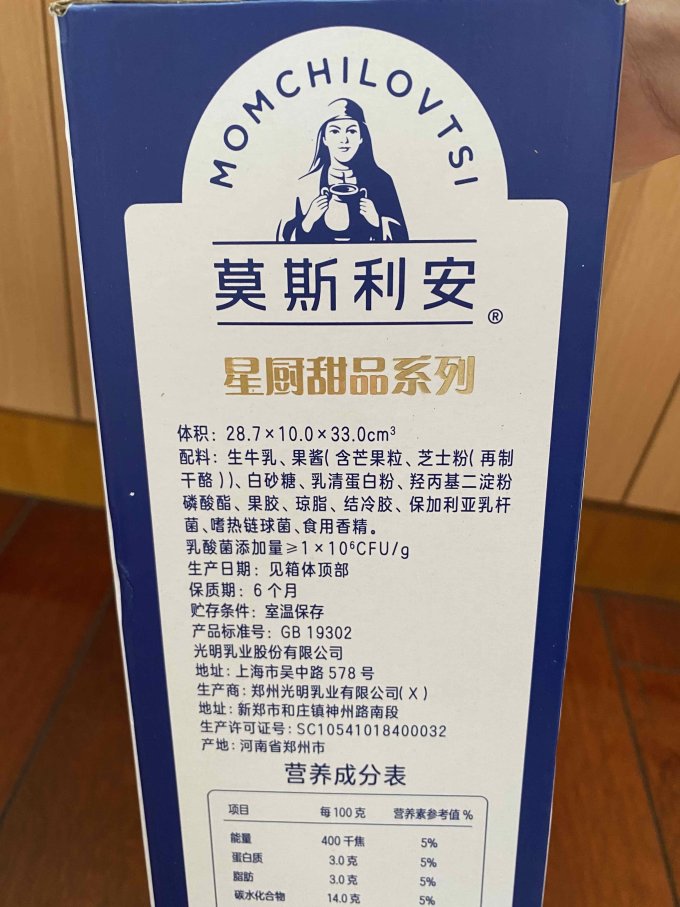 MOMCHILOVTSI
莫斯利安
®
星厨甜品系列
体积：28.7×10.0×33.0cm³
配料：生牛乳、果酱(含芒果粒、芝士粉(再制
干酪))、白砂糖、乳清蛋白粉、羟丙基二淀粉
磷酸酯、果胶、琼脂、结冷胶、保加利亚乳杆
菌、嗜热链球菌、食用香精。
乳酸菌添加量≥1×10⁶CFU/g
生产日期：见箱体顶部
保质期：6个月
贮存条件：室温保存
产品标准号：GB 19302
光明乳业股份有限公司
地址：上海市吴中路578号
生产商：郑州光明乳业有限公司(X)
地址：新郑市和庄镇神州路南段
生产许可证号：SC10541018400032
产地：河南省郑州市
营养成分表
项目 每100克 营养素参考值%
能量 400千焦 5%
蛋白质 3.0克 5%
脂肪 3.0克 5%
碳水化合物 14.0克 5%